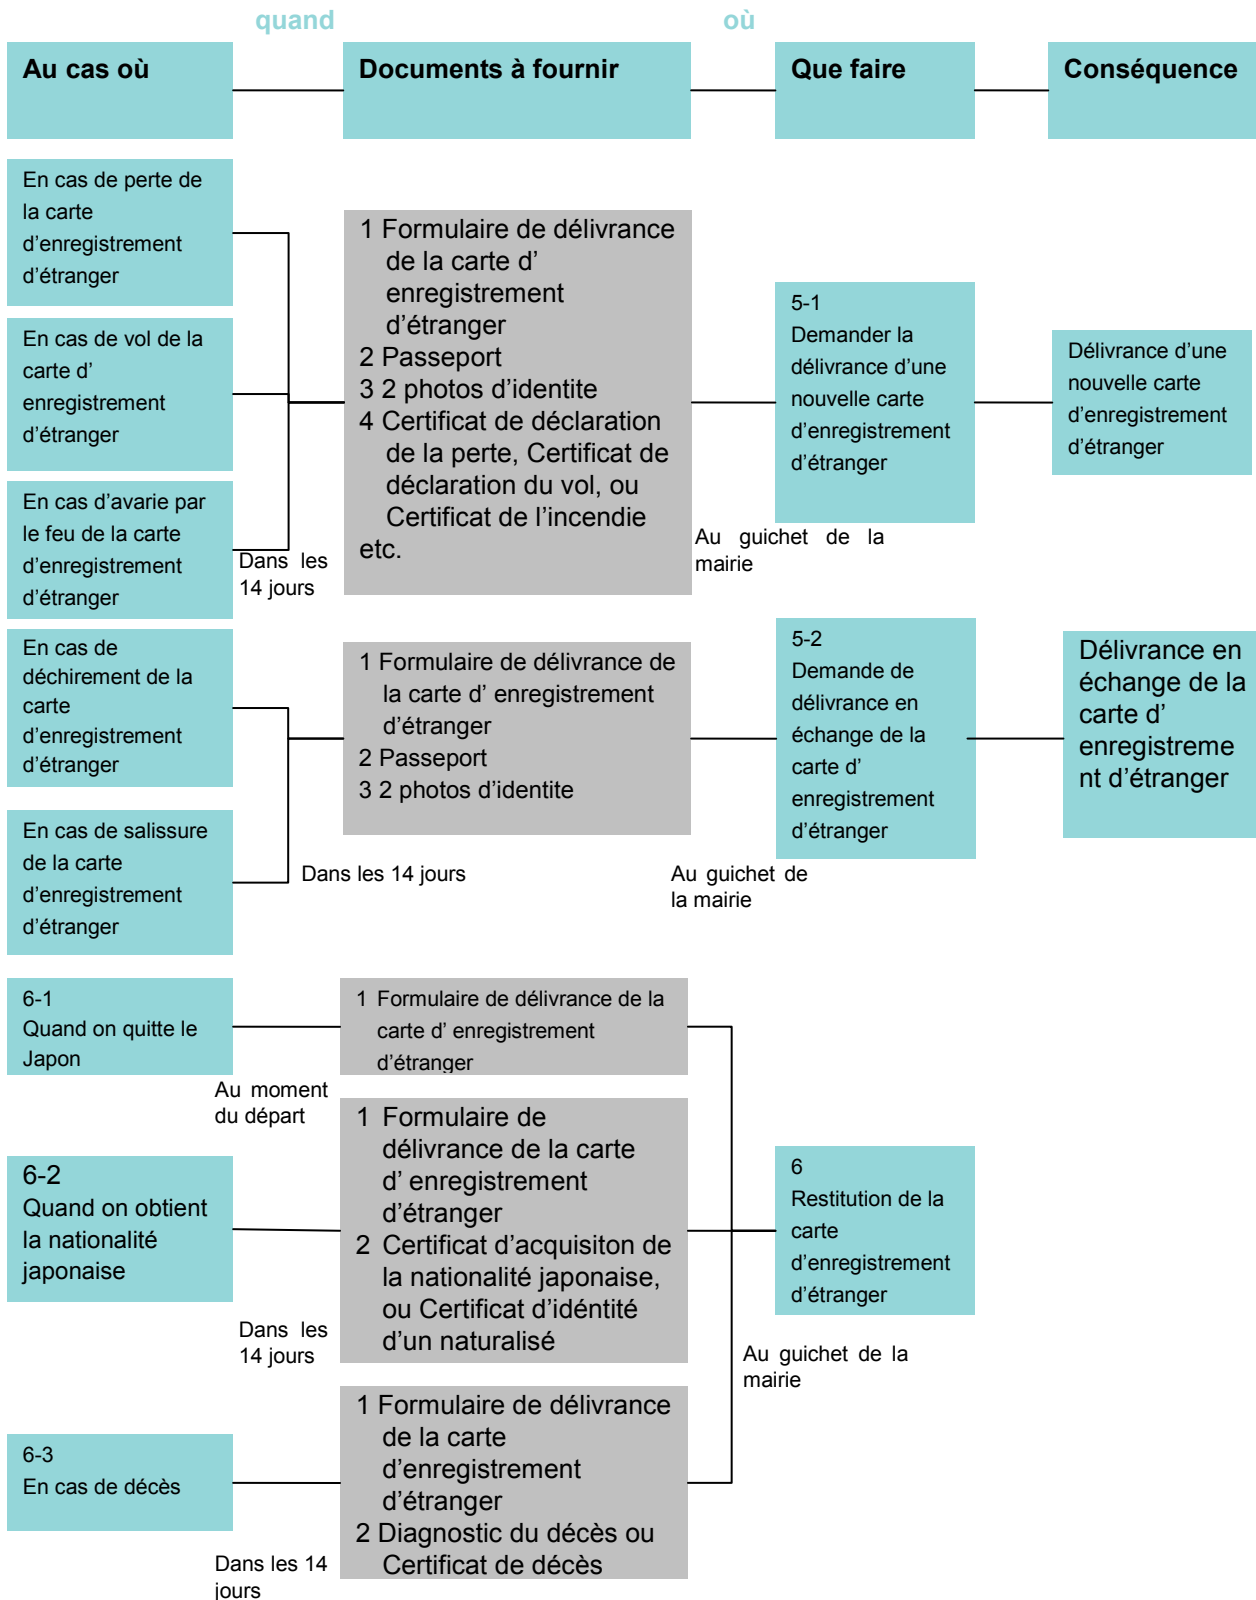 quand
où
Au cas où
Documents à fournir
Que faire
Conséquence
En cas de perte de
la carte
d’enregistrement
d’étranger
En cas de vol de la
carte d’
enregistrement
d’étranger
En cas d’avarie par
le feu de la carte
d’enregistrement
d’étranger
Dans les
14 jours
1 Formulaire de délivrance
de la carte d’
enregistrement
d’étranger
2 Passeport
3 2 photos d’identite
4 Certificat de déclaration
de la perte, Certificat de
déclaration du vol, ou
Certificat de l’incendie
etc.
Au guichet de la
mairie
5-1
Demander la
délivrance d’une
nouvelle carte
d’enregistrement
d’étranger
Délivrance d’une
nouvelle carte
d’enregistrement
d’étranger
En cas de
déchirement de la
carte
d’enregistrement
d’étranger
En cas de salissure
de la carte
d’enregistrement
d’étranger
Dans les 14 jours
1 Formulaire de délivrance de
la carte d’ enregistrement
d’étranger
2 Passeport
3 2 photos d’identite
Au guichet de
la mairie
5-2
Demande de
délivrance en
échange de la
carte d’
enregistrement
d’étranger
Délivrance en
échange de la
carte d’
enregistreme
nt d’étranger
6-1
Quand on quitte le
Japon
Au moment
du départ
1 Formulaire de délivrance de la
carte d’ enregistrement
d’étranger
6-2
Quand on obtient
la nationalité
japonaise
Dans les
14 jours
1 Formulaire de
délivrance de la carte
d’ enregistrement
d’étranger
2 Certificat d’acquisiton de
la nationalité japonaise,
ou Certificat d’idéntité
d’un naturalisé
6
Restitution de la
carte
d’enregistrement
d’étranger
Au guichet de la
mairie
6-3
En cas de décès
Dans les 14
jours
1 Formulaire de délivrance
de la carte
d’enregistrement
d’étranger
2 Diagnostic du décès ou
Certificat de décès